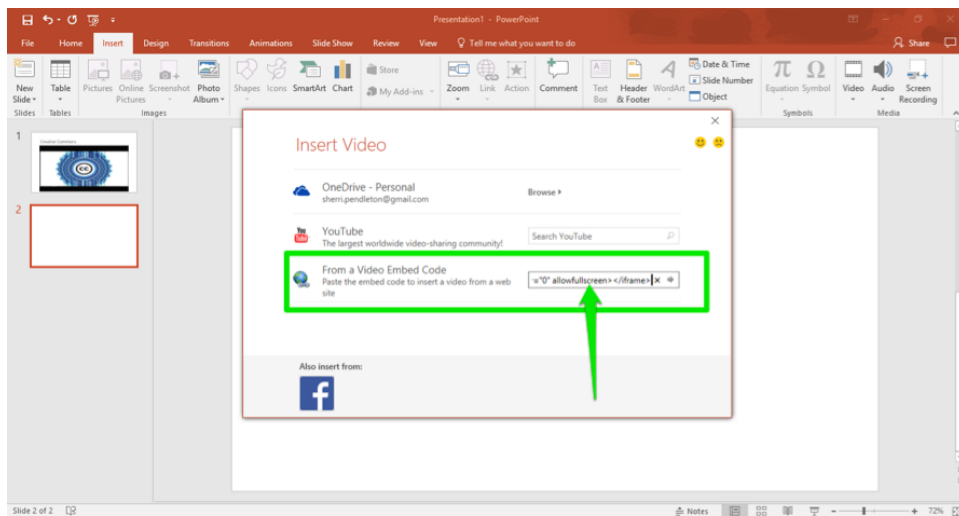 Presentation1 - PowerPoint
File Home Insert Design Transitions Animations Slide Show Review View Tell me what you want to do Share
New Slide
Table
Pictures
Online Pictures
Screenshot
Photo Album
Shapes
Icons
SmartArt
Chart
Store
My Add-ins
Zoom
Link
Action
Comment
Text Box
Header & Footer
WordArt
Date & Time
Slide Number
Object
Equation
Symbol
Video
Audio
Screen Recording
Slides Tables Images Symbols Media
1
Creative Commons
cc
2
Insert Video
OneDrive - Personal
sherri.pendleton@gmail.com
Browse
YouTube
The largest worldwide video-sharing community!
Search YouTube
From a Video Embed Code
Paste the embed code to insert a video from a web
site
="0" allowfullscreen></iframe>
Also insert from:
Slide 2 of 2
Notes
72%